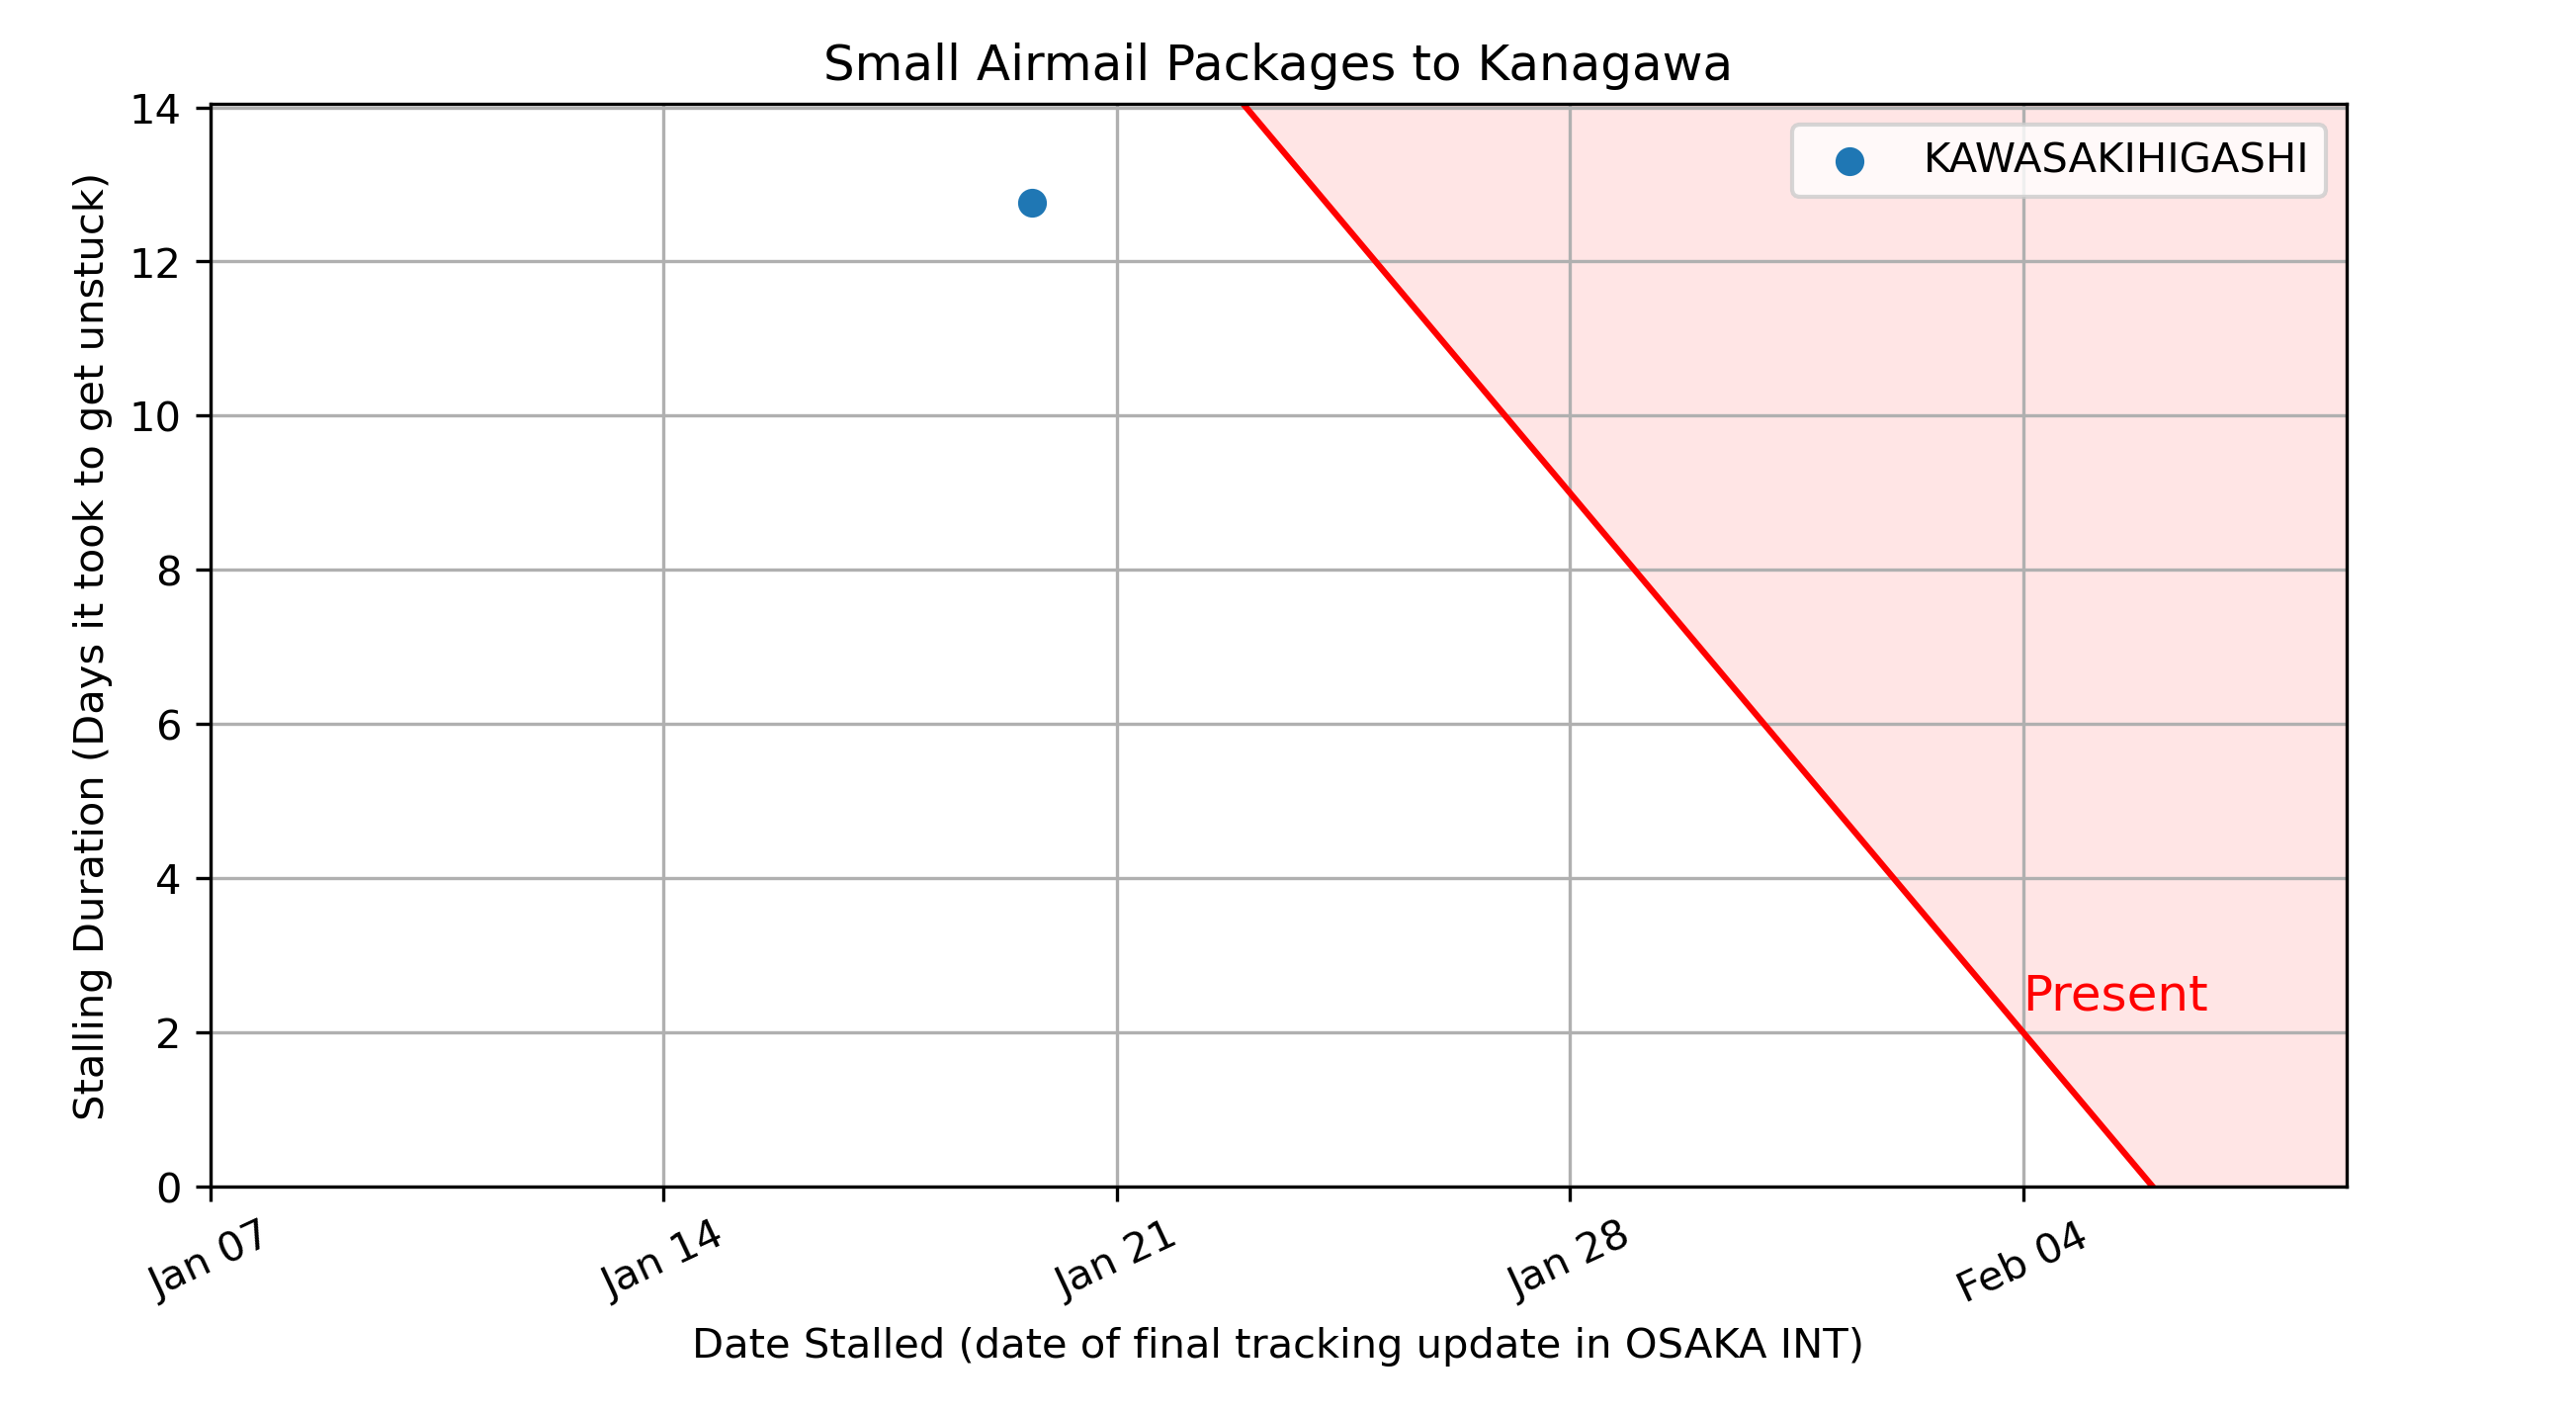 Small Airmail Packages to Kanagawa
KAWASAKIHIGASHI
Stalling Duration (Days it took to get unstuck)
14
12
10
8
6
4
2
0
Present
Jan 07
Jan 14
Jan 21
Jan 28
Feb 04
Date Stalled (date of final tracking update in OSAKA INT)